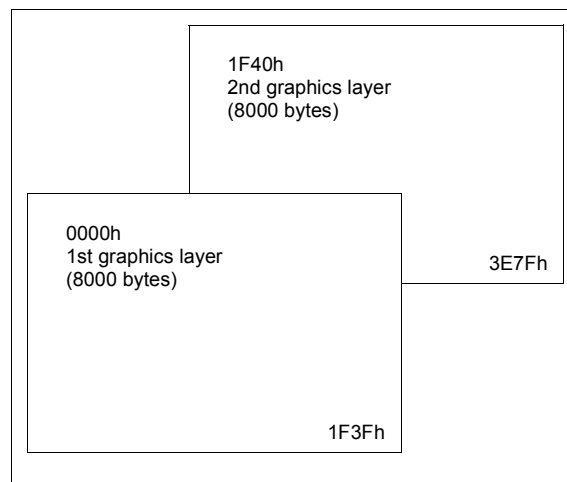 1F40h
2nd graphics layer
(8000 bytes)
3E7Fh
0000h
1st graphics layer
(8000 bytes)
1F3Fh